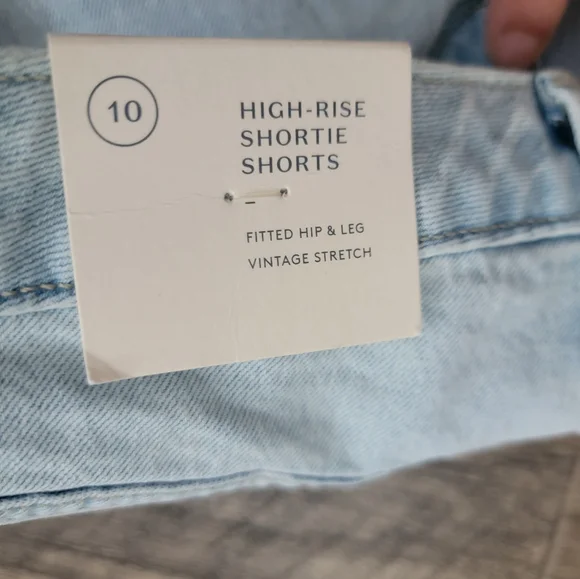 10
HIGH-RISE
SHORTIE
SHORTS
–
FITTED HIP & LEG
VINTAGE STRETCH